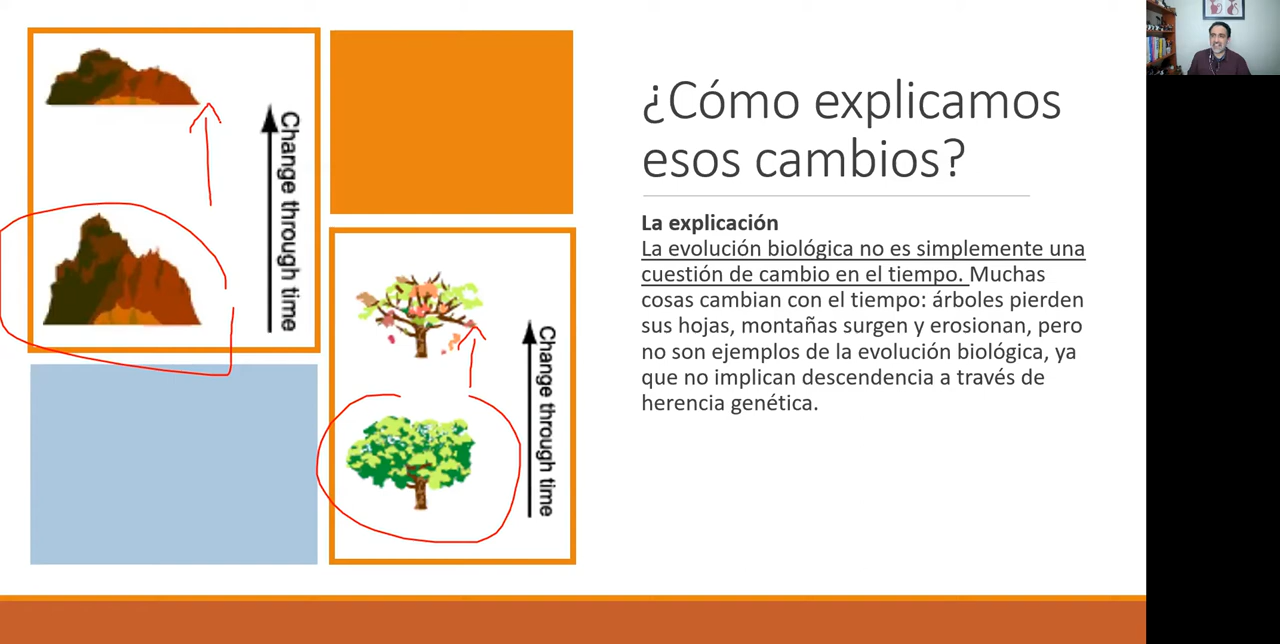 Change through time
Change through time
¿Cómo explicamos
esos cambios?
La explicación
La evolución biológica no es simplemente una
cuestión de cambio en el tiempo. Muchas
cosas cambian con el tiempo: árboles pierden
sus hojas, montañas surgen y erosionan, pero
no son ejemplos de la evolución biológica, ya
que no implican descendencia a través de
herencia genética.